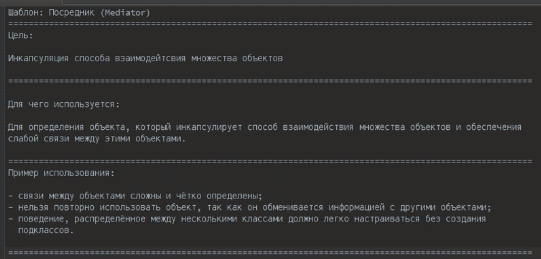 Шаблон: Посредник (Mediator)
====================================================================================================
Цель:
Инкапсуляция способа взаимодейтсвия множества объектов
====================================================================================================
Для чего используется:
Для определения объекта, который инкапсулирует способ взаимодействия множества объектов и обеспечения
слабой связи между этими объектами.
====================================================================================================
Пример использования:
- связи между объектами сложны и чётко определены;
- нельзя повторно использовать объект, так как он обменивается информацией с другими объектами;
- поведение, распределённое между несколькими классами должно легко настраиваться без создания
подклассов.
====================================================================================================